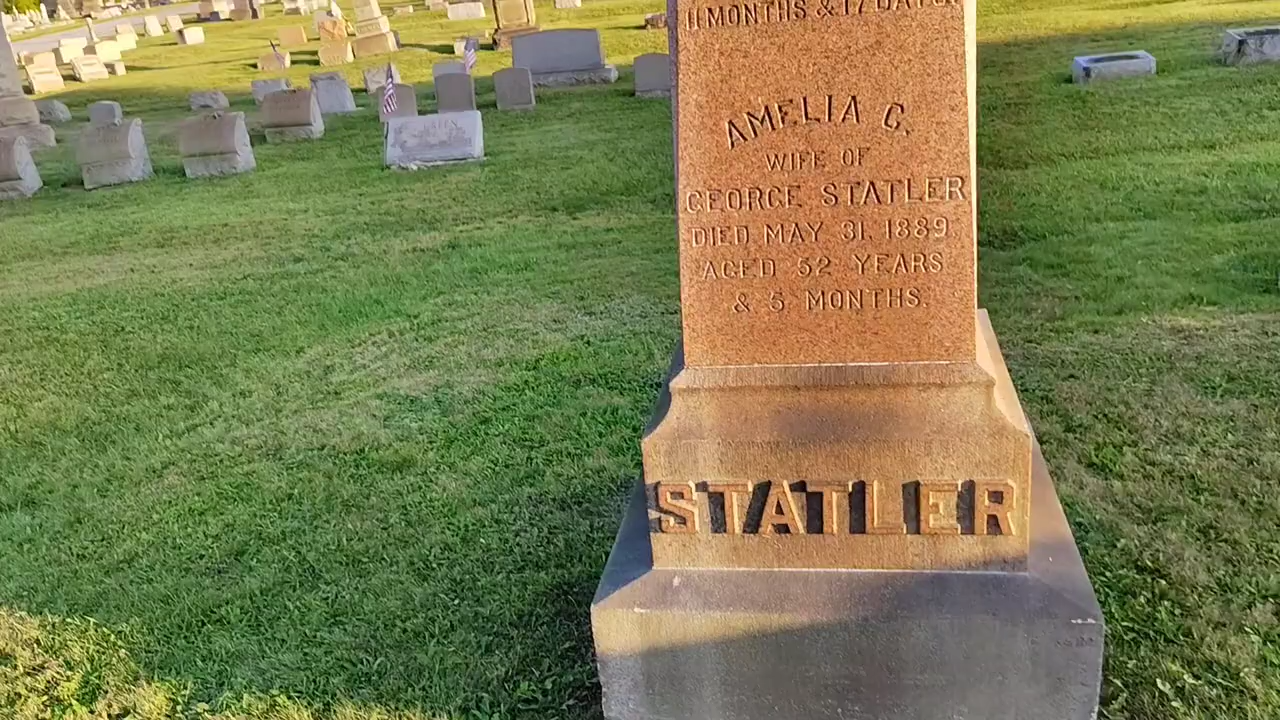 11 MONTHS & 17 DAYS.
AMELIA C.
WIFE OF
GEORGE STATLER
DIED MAY 31, 1889.
AGED 52 YEARS
& 5 MONTHS.
STATLER